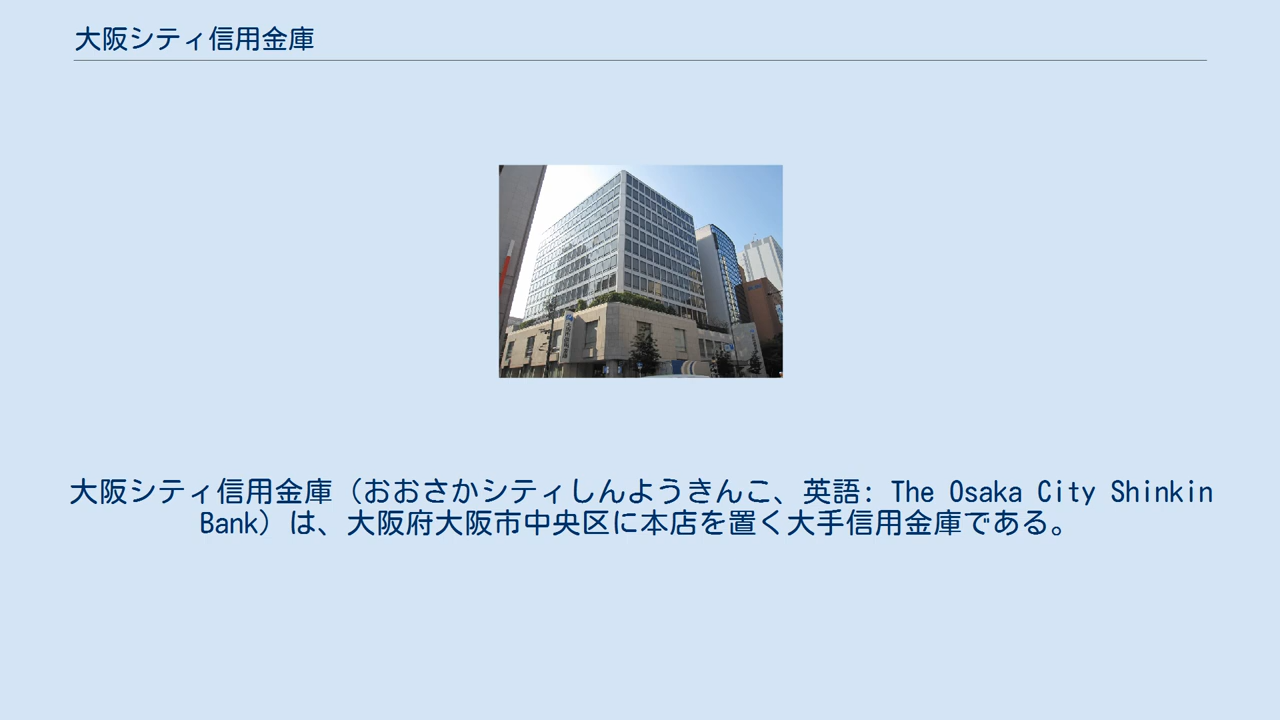 大阪シティ信用金庫
大阪シティ信用金庫（おおさかシティしんようきんこ、英語: The Osaka City Shinkin
Bank）は、大阪府大阪市中央区に本店を置く大手信用金庫である。